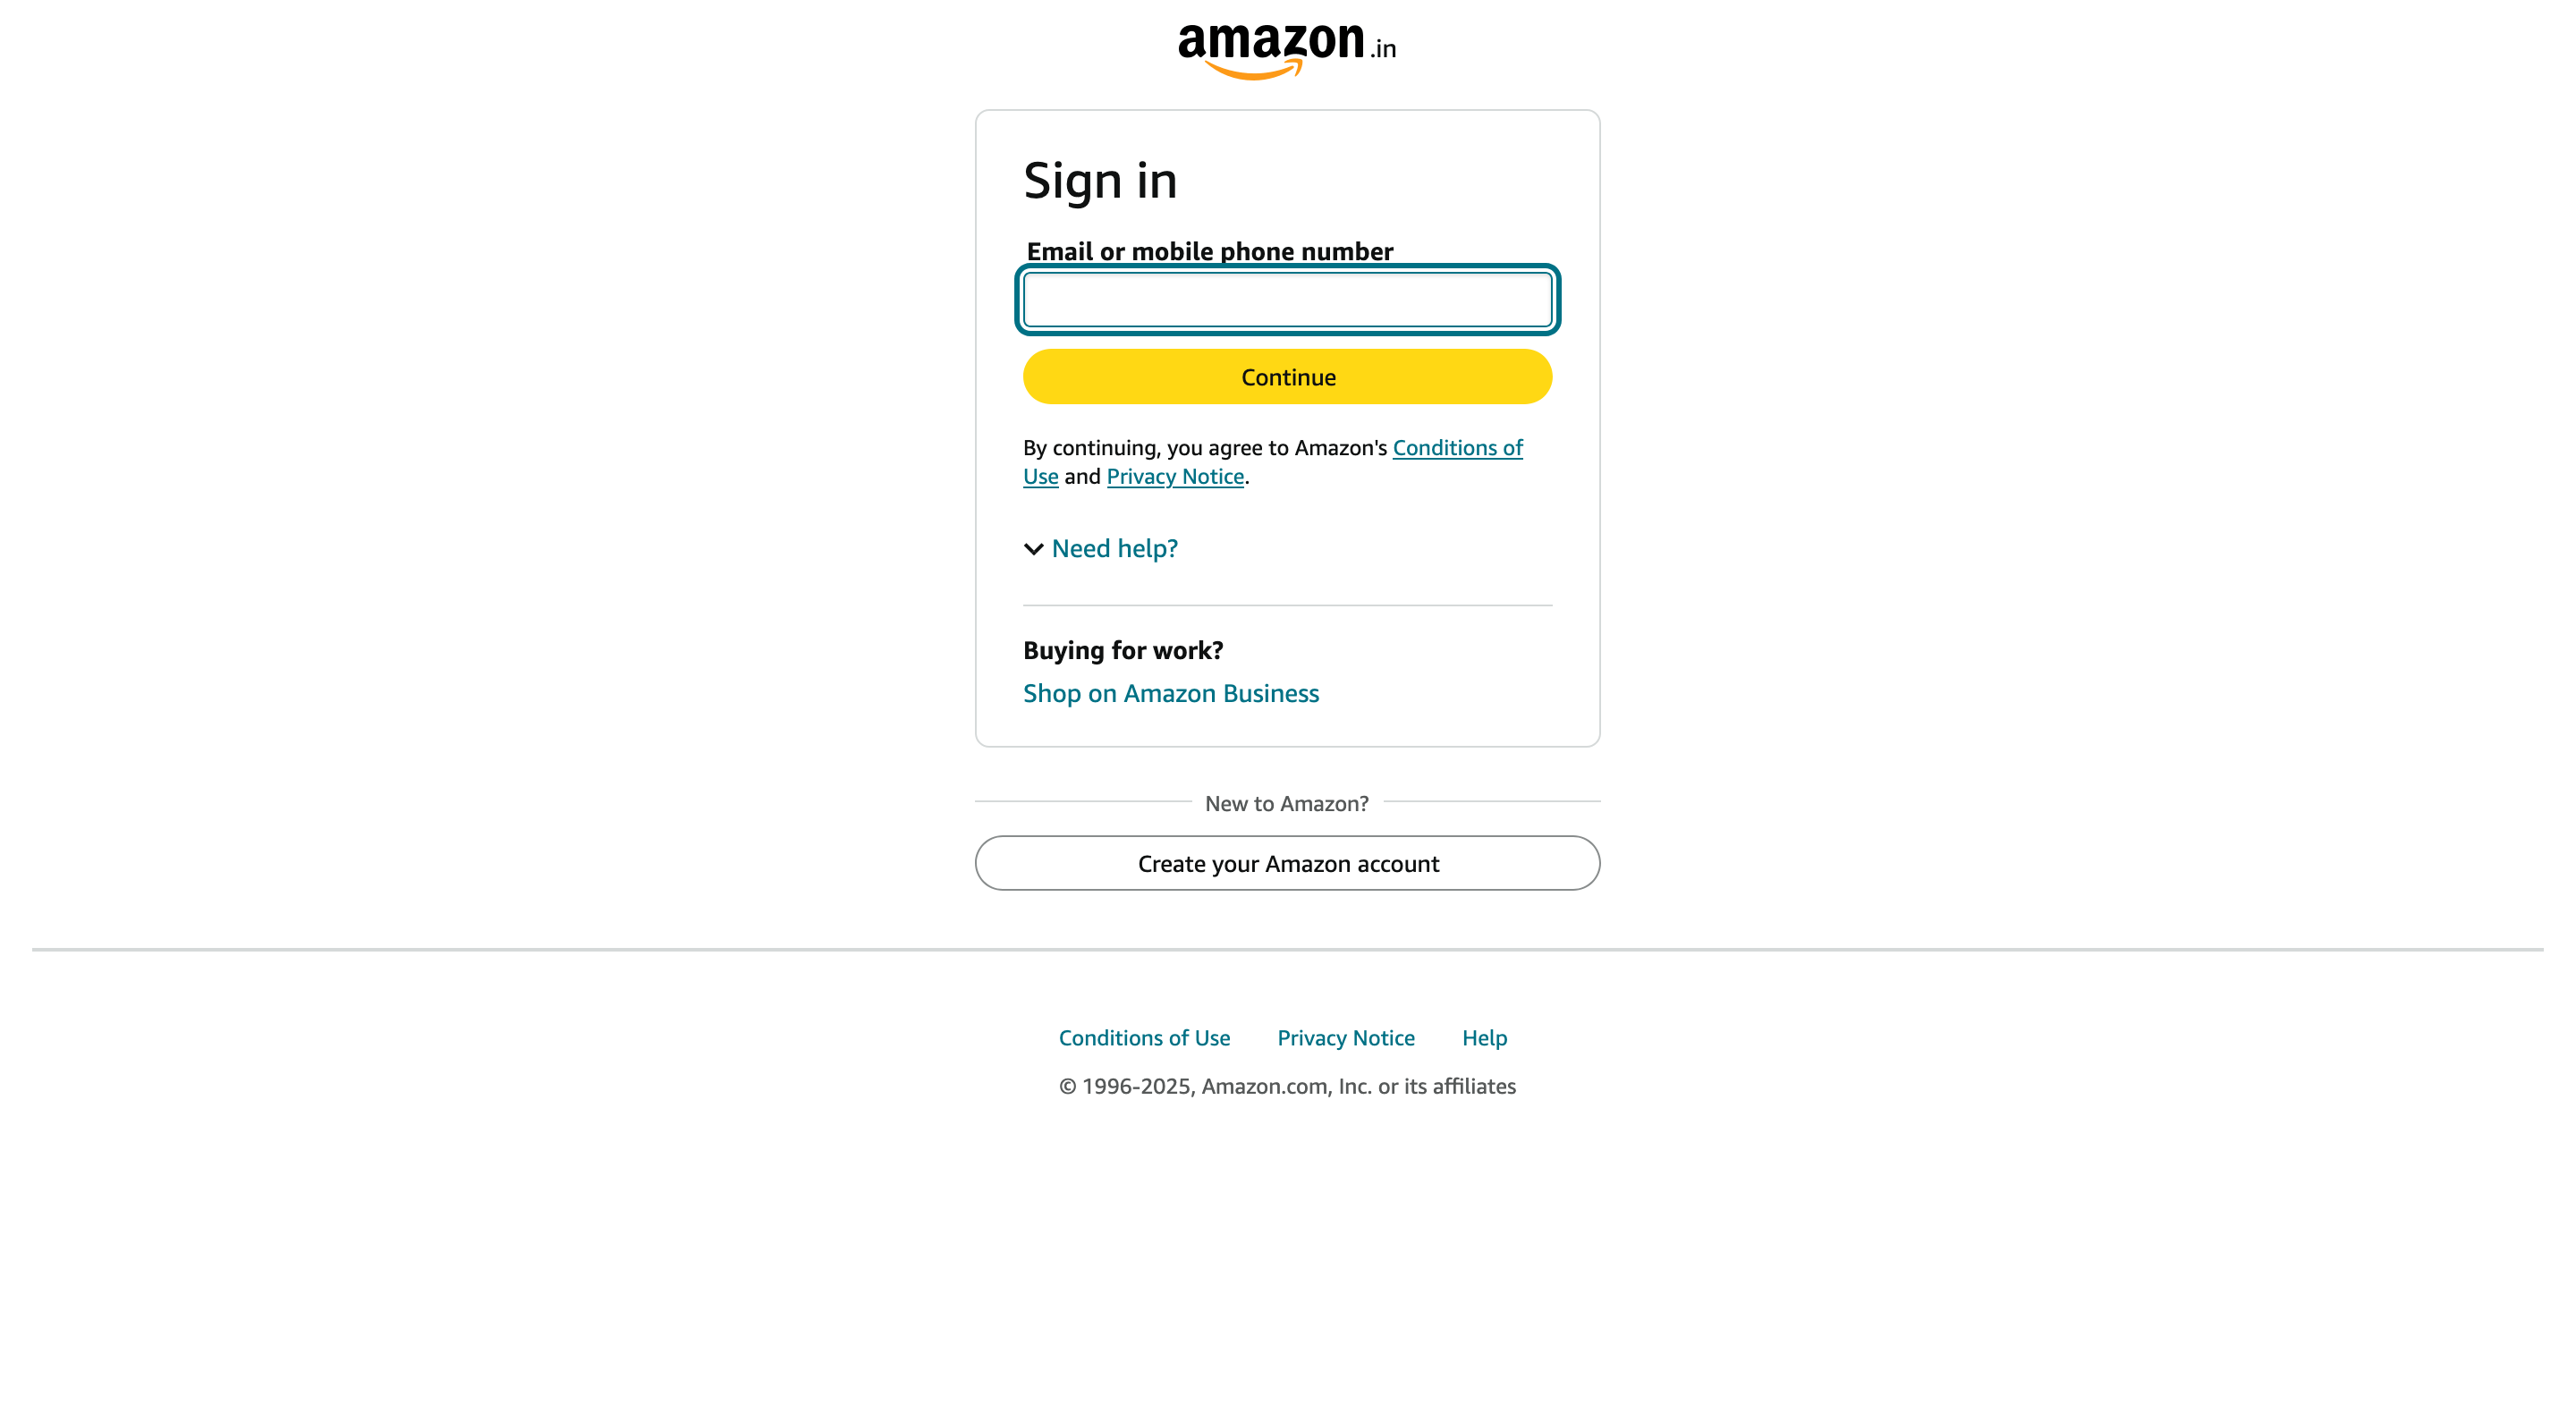 amazon.in
Sign in
Email or mobile phone number
Continue
By continuing, you agree to Amazon's Conditions of
Use and Privacy Notice.
Need help?
Buying for work?
Shop on Amazon Business
New to Amazon?
Create your Amazon account
Conditions of Use Privacy Notice Help
© 1996-2025, Amazon.com, Inc. or its affiliates